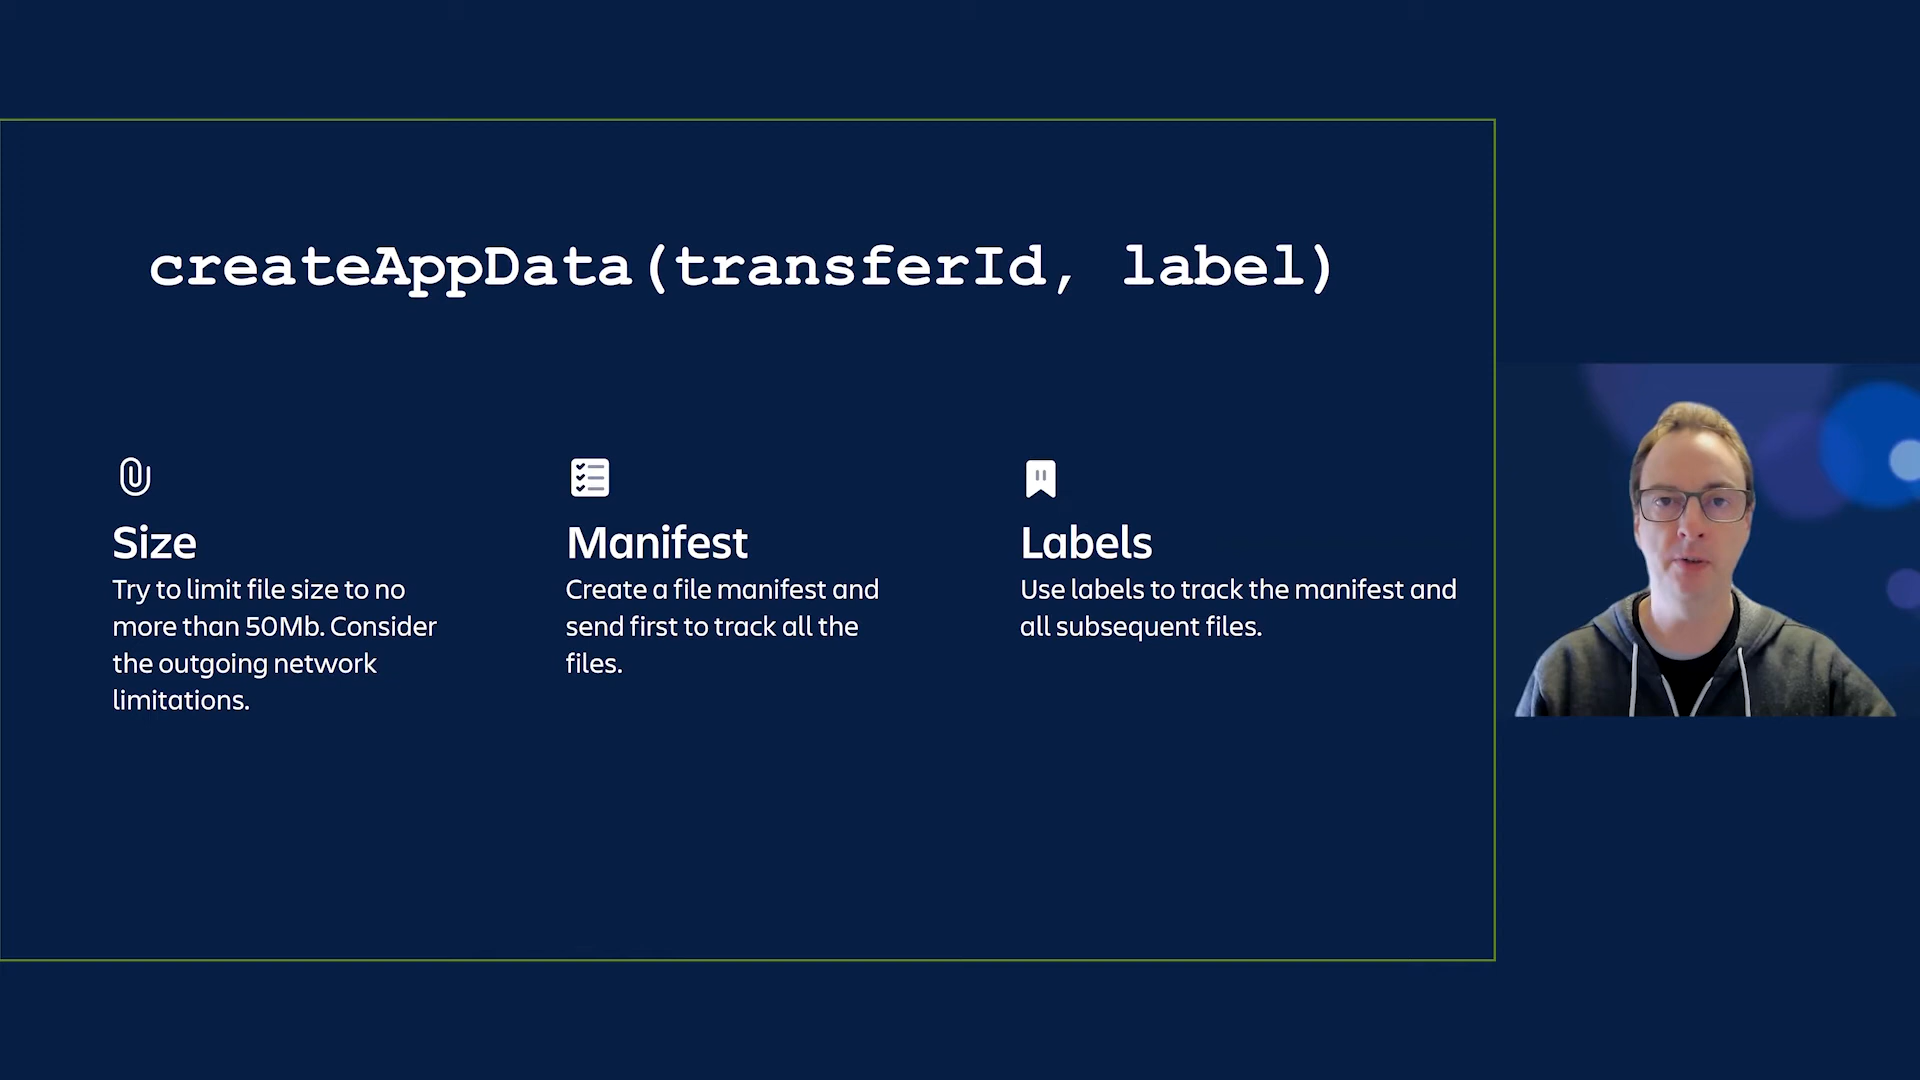 createAppData(transferId, label)
Size
Try to limit file size to no
more than 50Mb. Consider
the outgoing network
limitations.
Manifest
Create a file manifest and
send first to track all the
files.
Labels
Use labels to track the manifest and
all subsequent files.